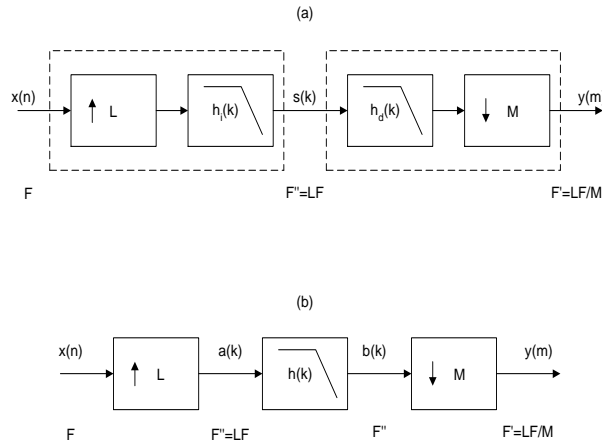 (a)
x(n)
L
h_i(k)
s(k)
h_d(k)
M
y(m
F
F"=LF
F'=LF/M
(b)
x(n)
L
a(k)
h(k)
b(k)
M
y(m)
F
F"=LF
F"
F'=LF/M